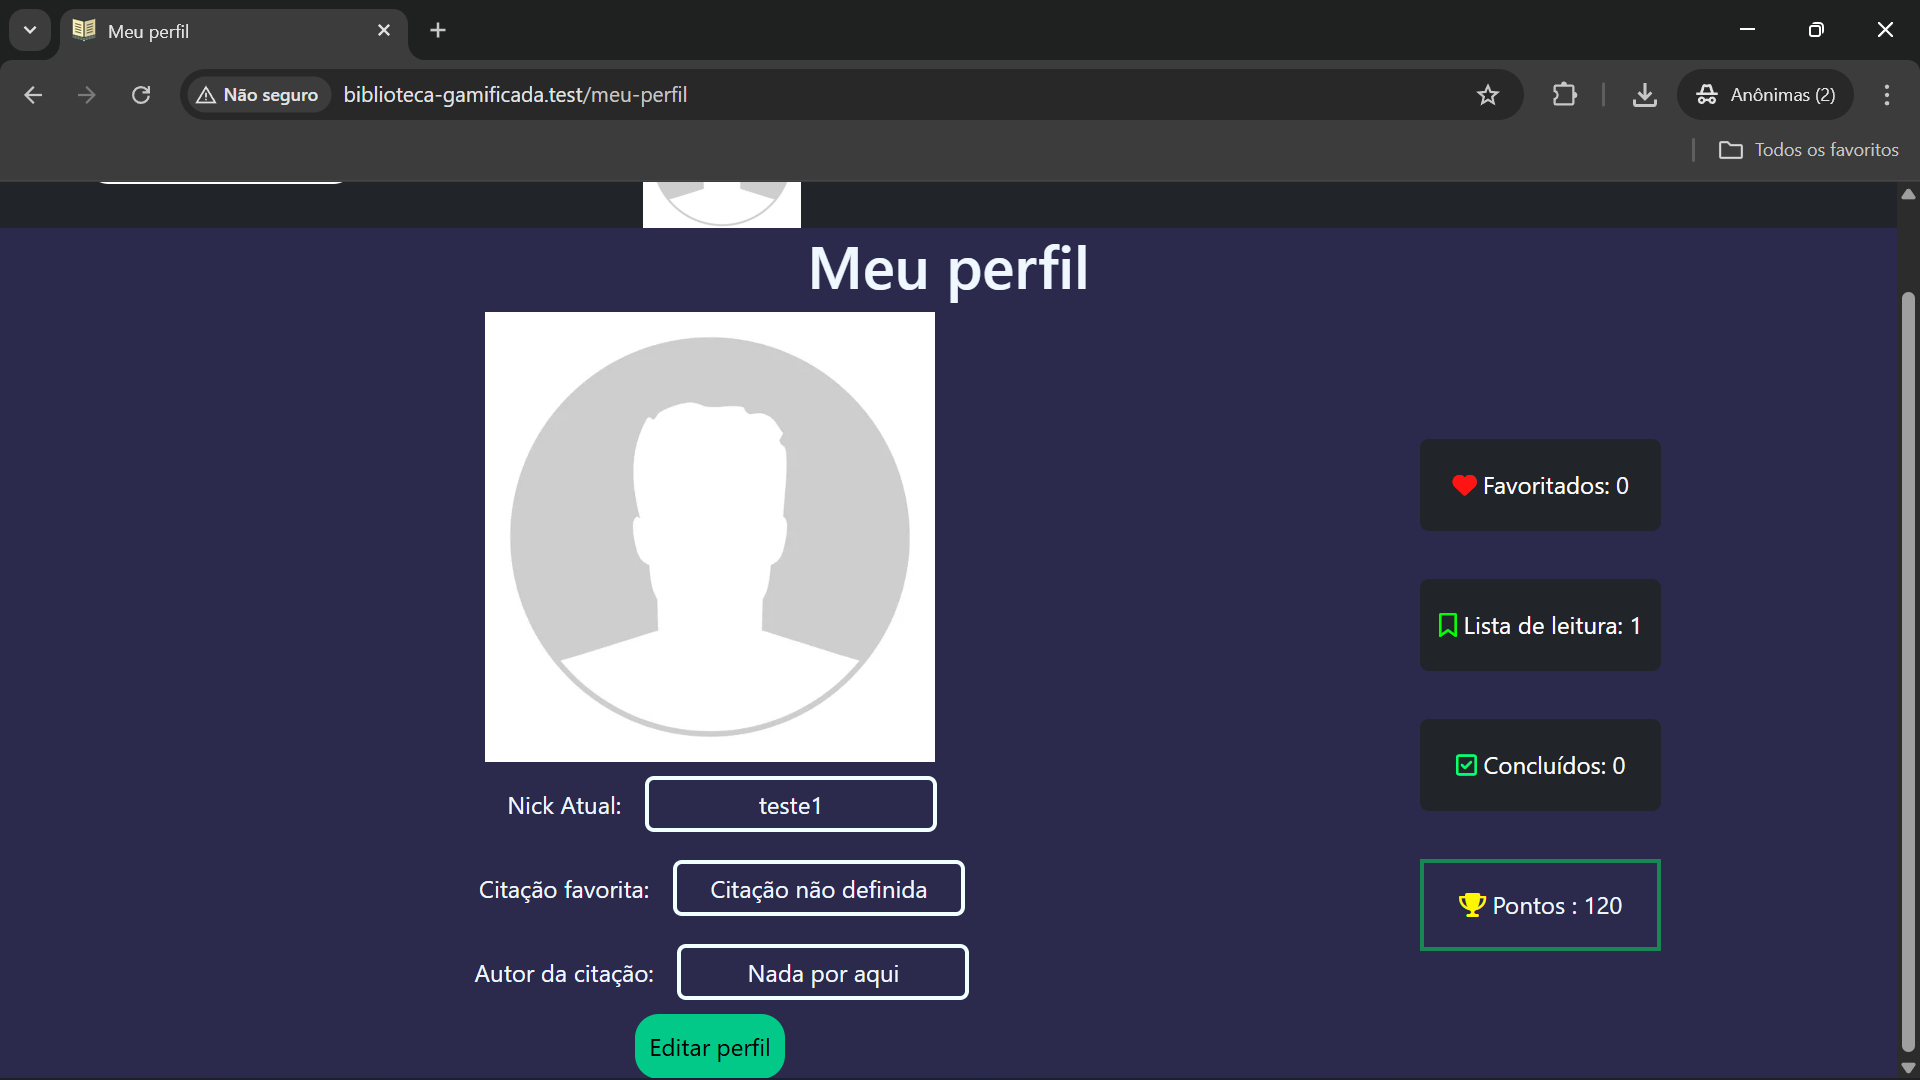 Meu perfil
Não seguro
biblioteca-gamificada.test/meu-perfil
Anônimas (2)
Todos os favoritos
Meu perfil
Nick Atual:
teste1
Citação favorita:
Citação não definida
Autor da citação:
Nada por aqui
Editar perfil
Favoritados: 0
Lista de leitura: 1
Concluídos: 0
Pontos : 120